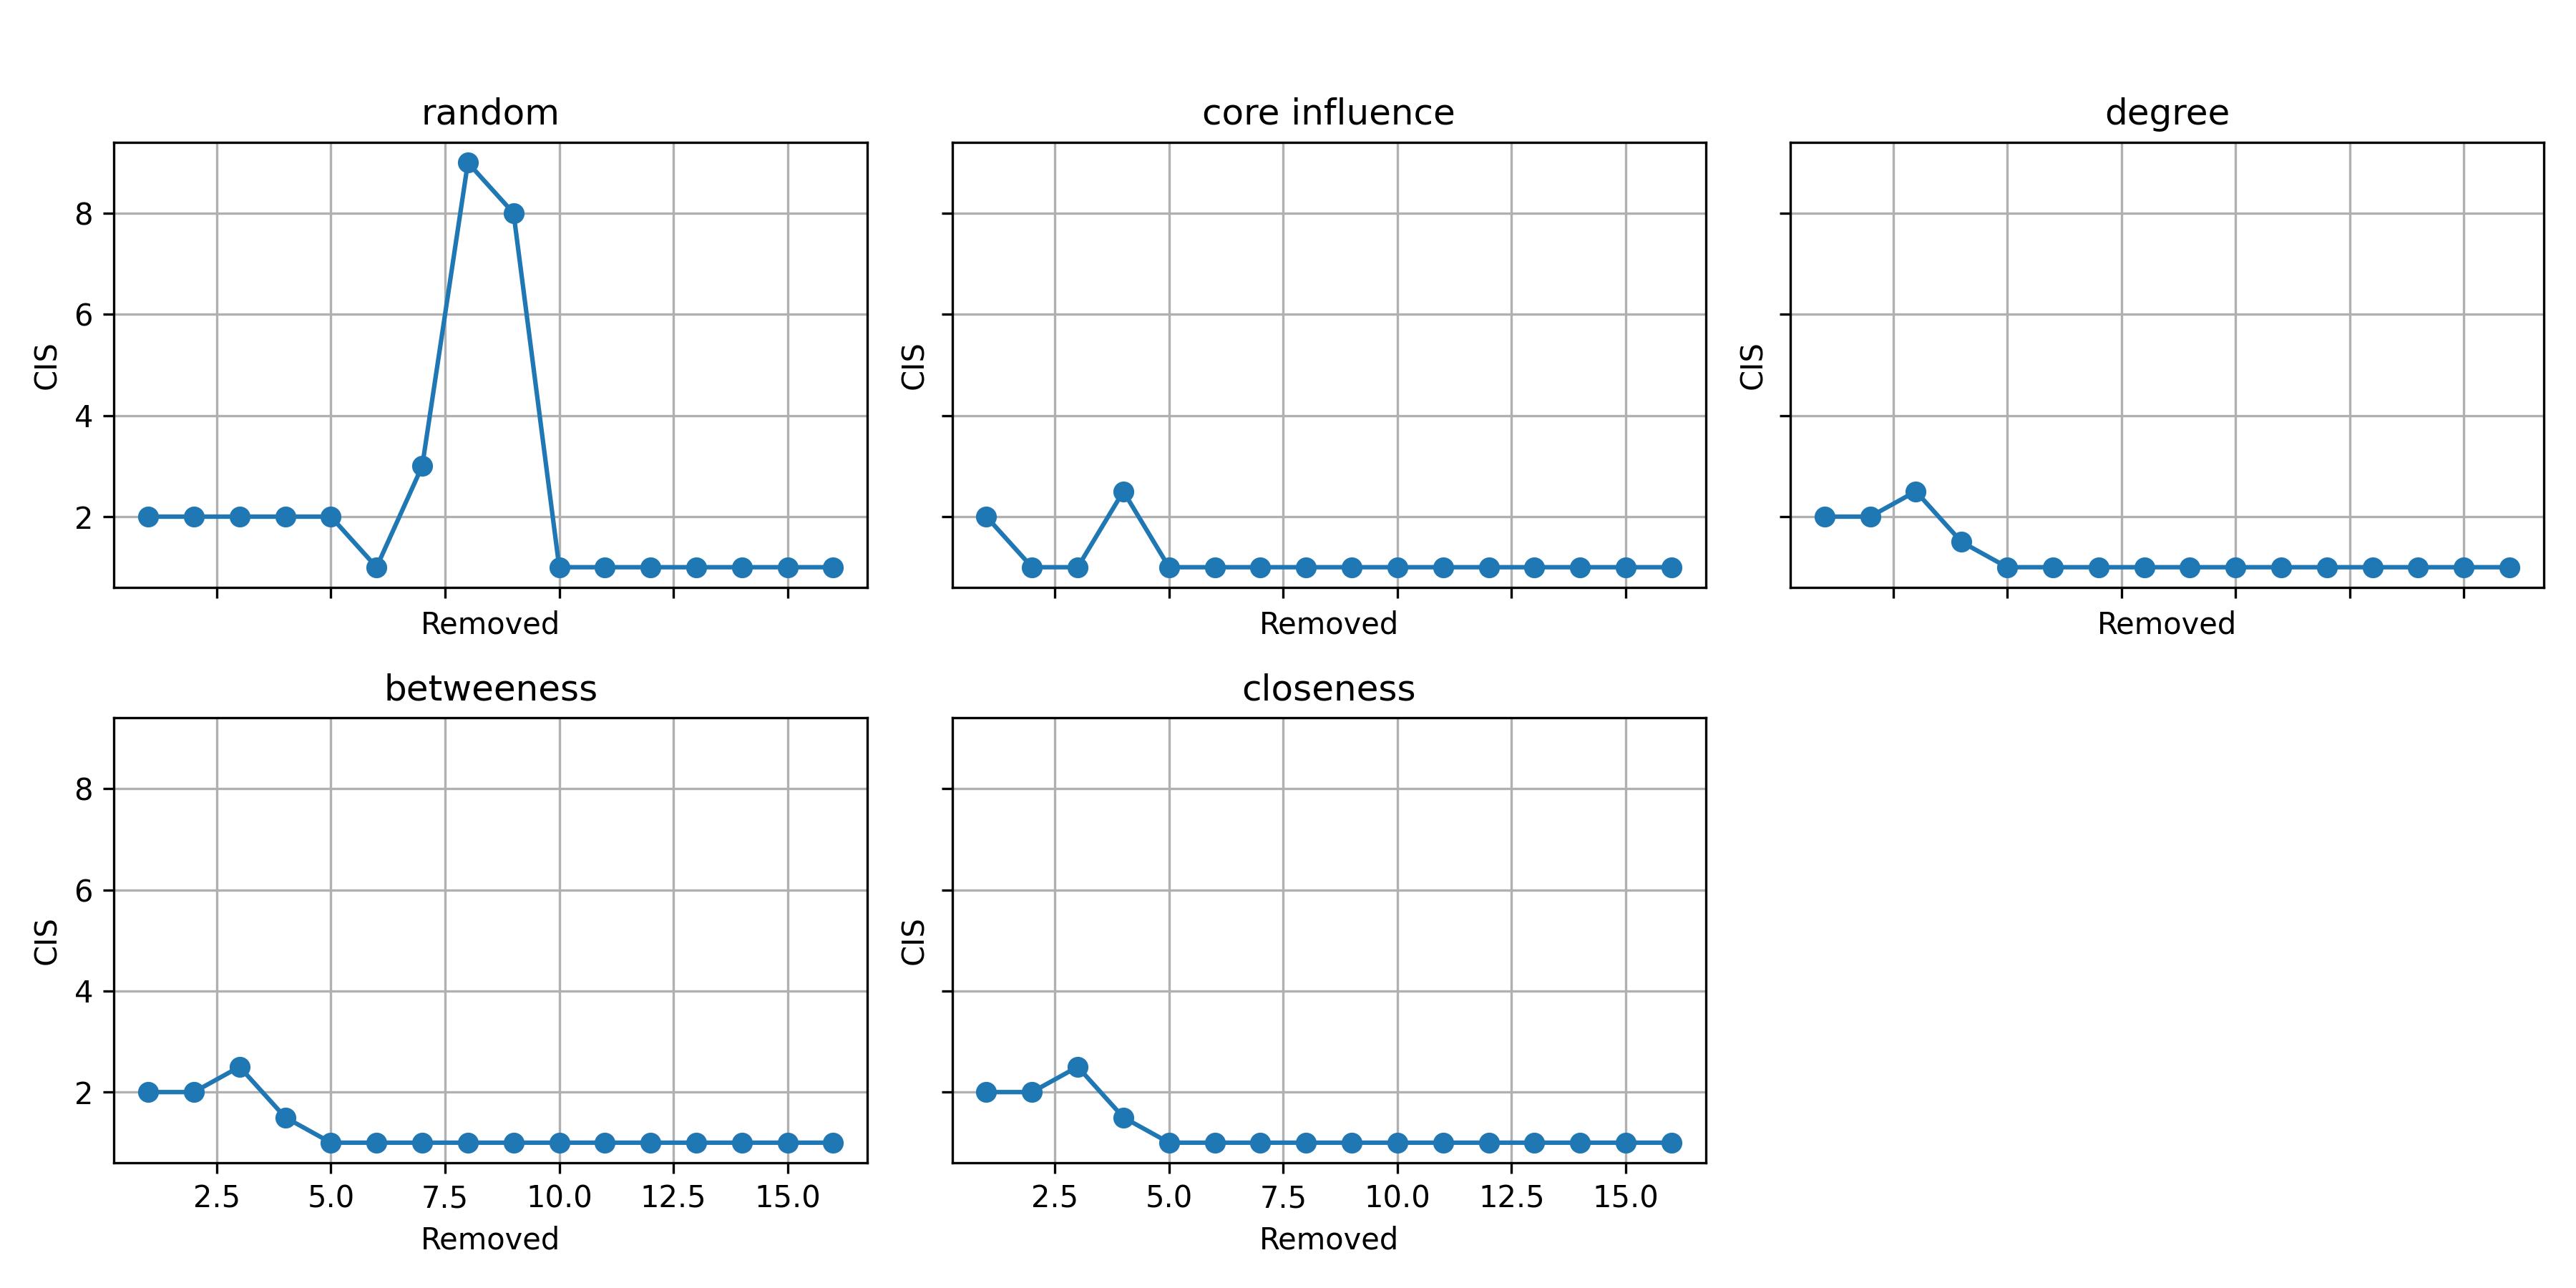 random
core influence
degree
8
6
4
2
CIS
CIS
CIS
Removed
Removed
Removed
betweeness
closeness
8
6
4
2
CIS
CIS
2.5 5.0 7.5 10.0 12.5 15.0
2.5 5.0 7.5 10.0 12.5 15.0
Removed
Removed